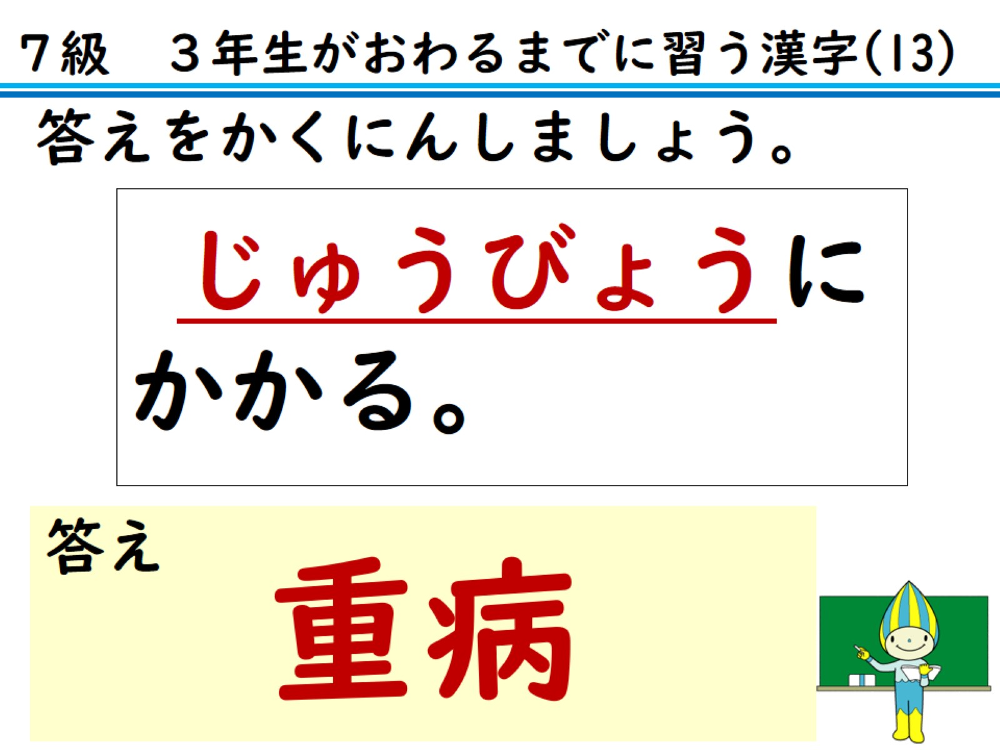 ７級　３年生がおわるまでに習う漢字(13)
答えをかくにんしましょう。
じゅうびょうに
かかる。
答え
重病